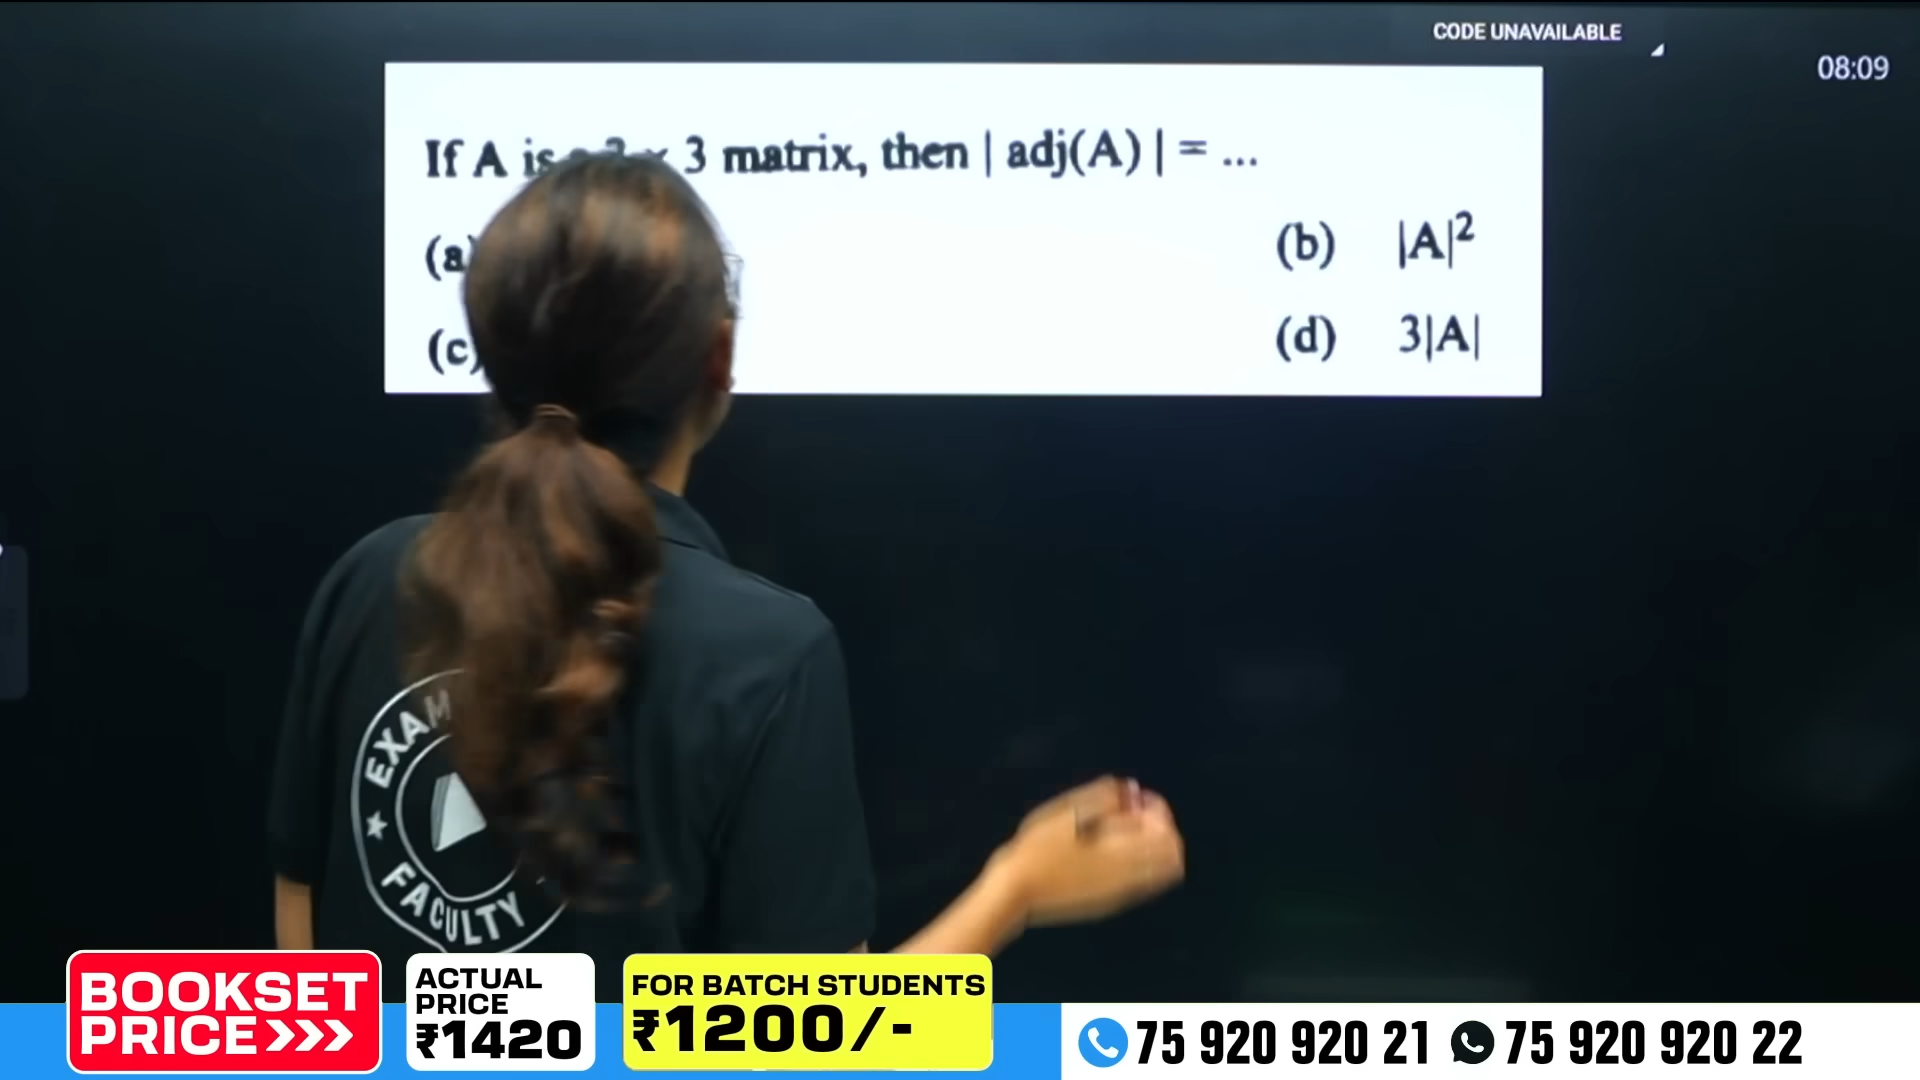 CODE UNAVAILABLE
08:09
If A is 3 matrix, then | adj(A) | = ...
(a)
(b) |A|²
(c)
(d) 3|A|
EXAM
FACULTY
BOOKSET
PRICE >>>
ACTUAL
PRICE
₹1420
FOR BATCH STUDENTS
₹1200/-
75 920 920 21
75 920 920 22